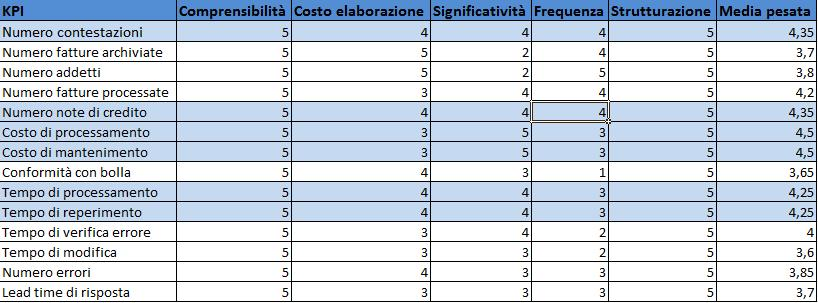 KPI Comprensibilità Costo elaborazione Significatività Frequenza Strutturazione Media pesata
Numero contestazioni 5 4 4 4 5 4,35
Numero fatture archiviate 5 5 2 4 5 3,7
Numero addetti 5 5 2 5 5 3,8
Numero fatture processate 5 3 4 4 5 4,2
Numero note di credito 5 4 4 4 5 4,35
Costo di processamento 5 3 5 3 5 4,5
Costo di mantenimento 5 3 5 3 5 4,5
Conformità con bolla 5 4 3 1 5 3,65
Tempo di processamento 5 4 4 3 5 4,25
Tempo di reperimento 5 4 4 3 5 4,25
Tempo di verifica errore 5 3 4 2 5 4
Tempo di modifica 5 3 3 2 5 3,6
Numero errori 5 4 3 3 5 3,85
Lead time di risposta 5 3 3 3 5 3,7